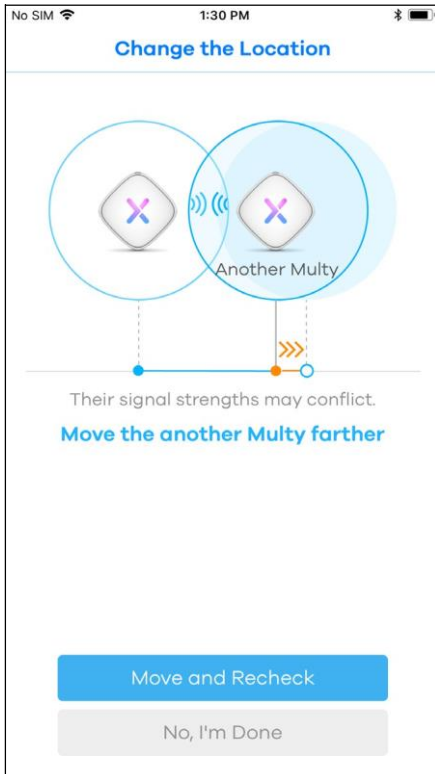 No SIM 1:30 PM
Change the Location
Another Multy
Their signal strengths may conflict.
Move the another Multy farther
Move and Recheck
No, I'm Done